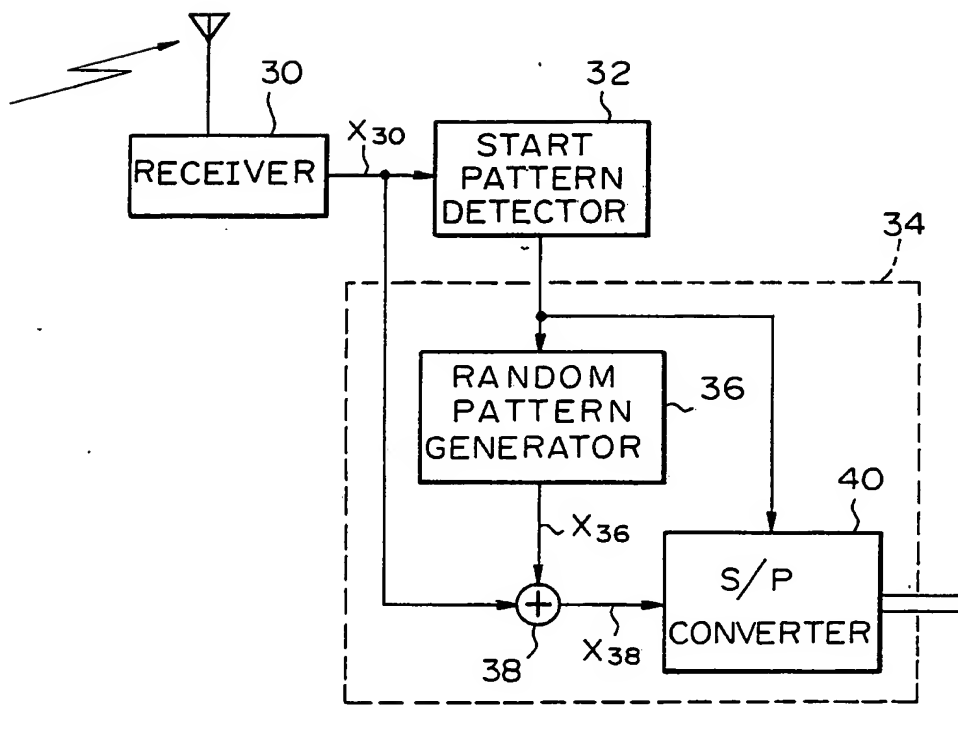 30
32
X30
RECEIVER
START
PATTERN
DETECTOR
34
RANDOM
PATTERN
GENERATOR
36
40
X36
S/P
CONVERTER
+
X38
38